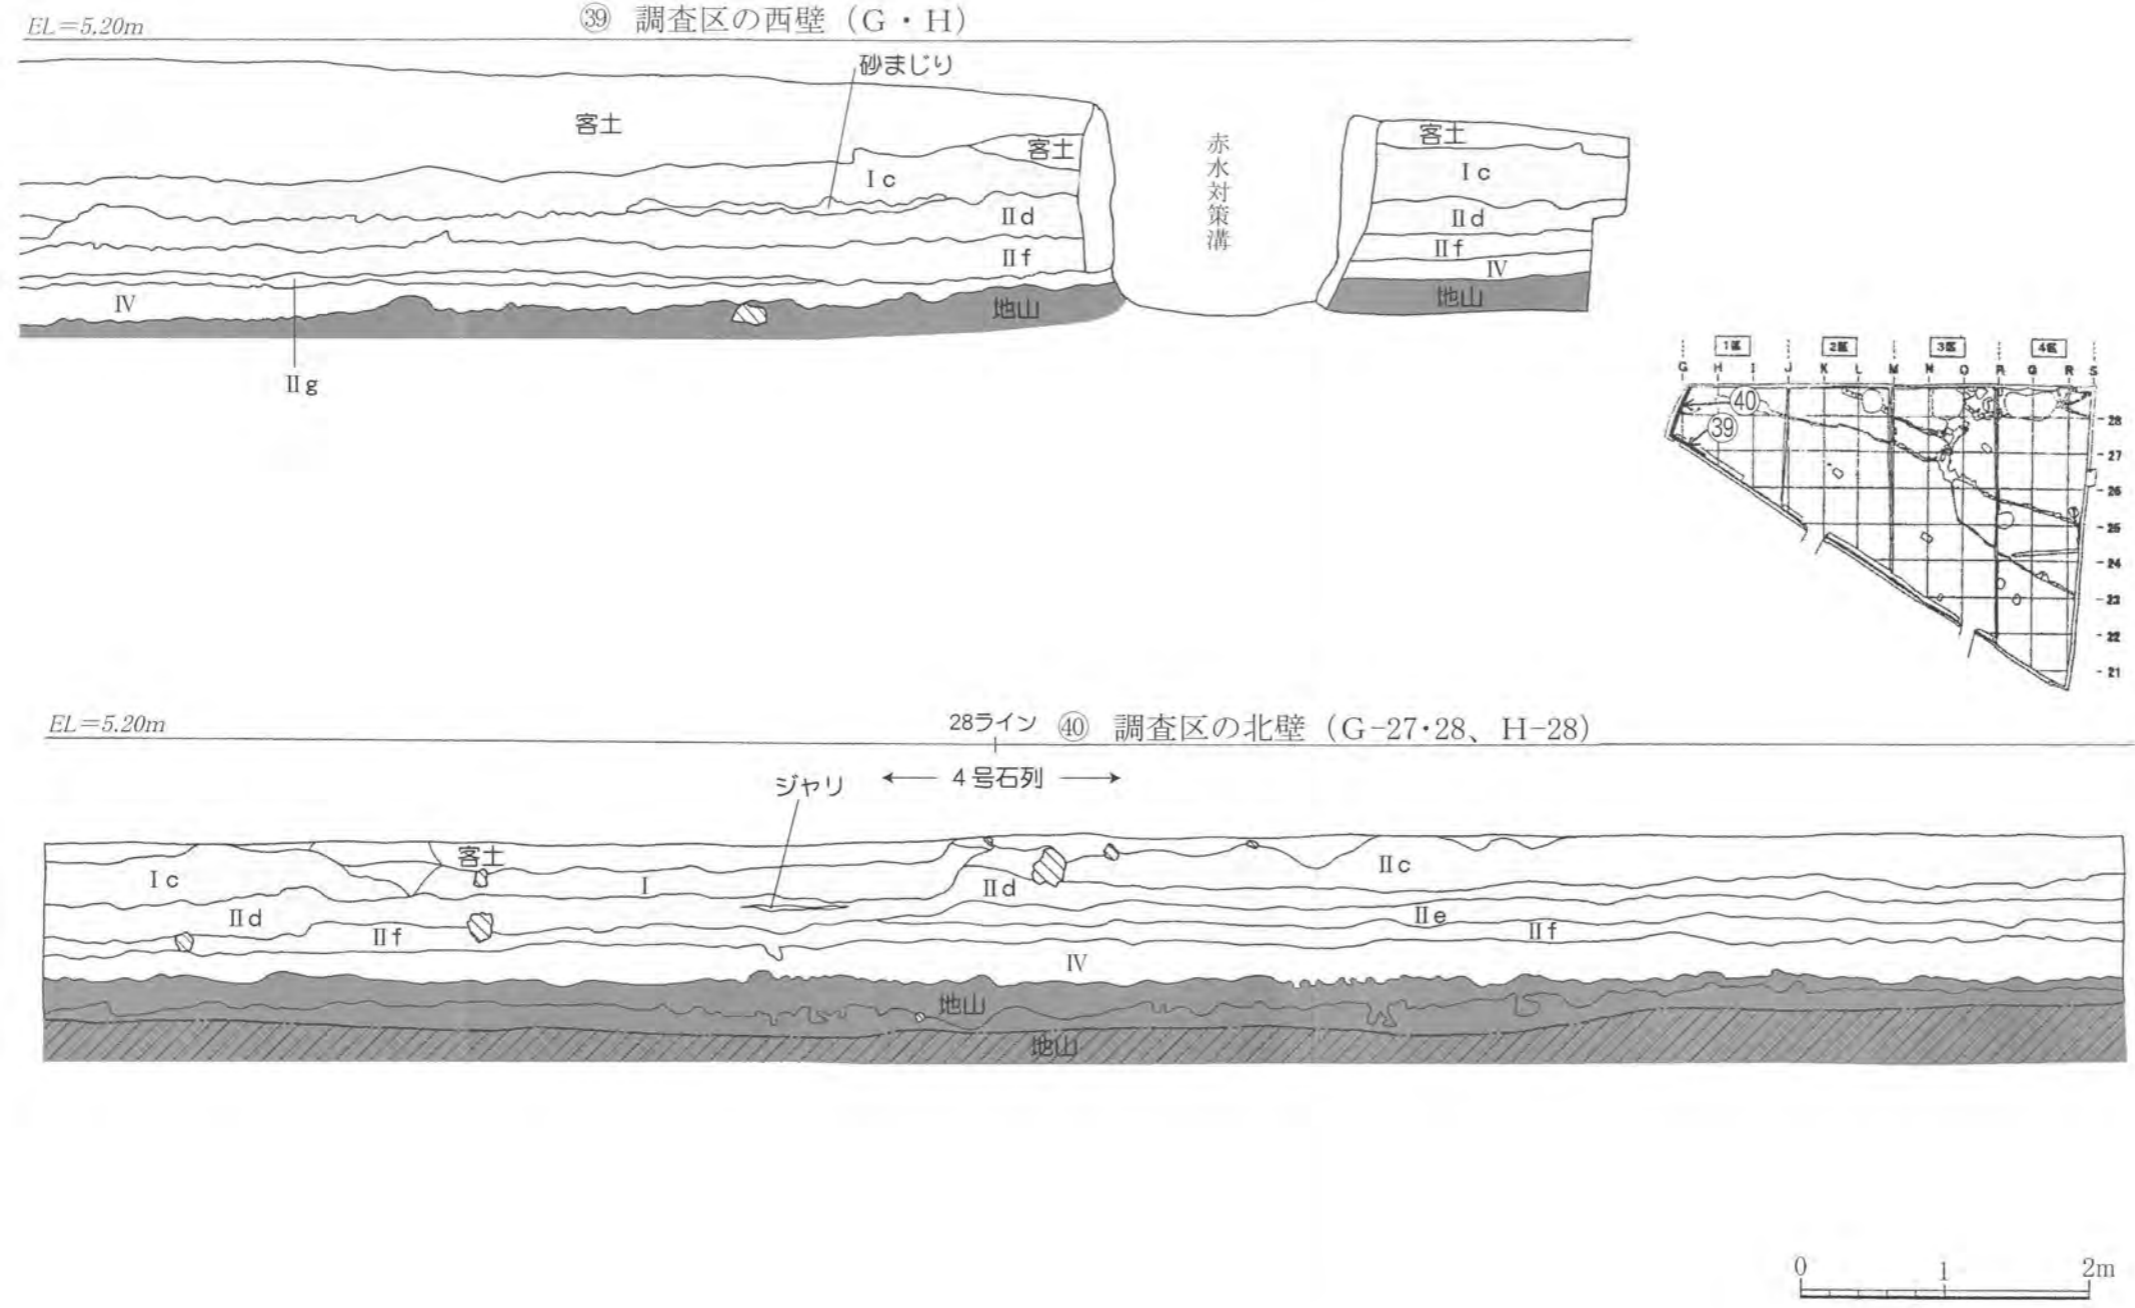 EL=5.20m
㊴ 調査区の西壁（G・H）
砂まじり
客土
客土
Ⅰc
Ⅱd
Ⅱf
Ⅳ
地山
Ⅱg
赤水対策溝
客土
Ⅰc
Ⅱd
Ⅱf
Ⅳ
地山
1区 2区 3区 4区
G H I J K L M N O P Q R S
㊵
㊴
28
27
26
25
24
23
22
21
EL=5.20m
28ライン ㊵ 調査区の北壁（G-27・28、H-28）
← 4号石列 →
ジャリ
客土
Ⅰc
Ⅰ
Ⅱd
Ⅱf
Ⅱd
Ⅱc
Ⅱe
Ⅱf
Ⅳ
地山
地山
0 1 2m